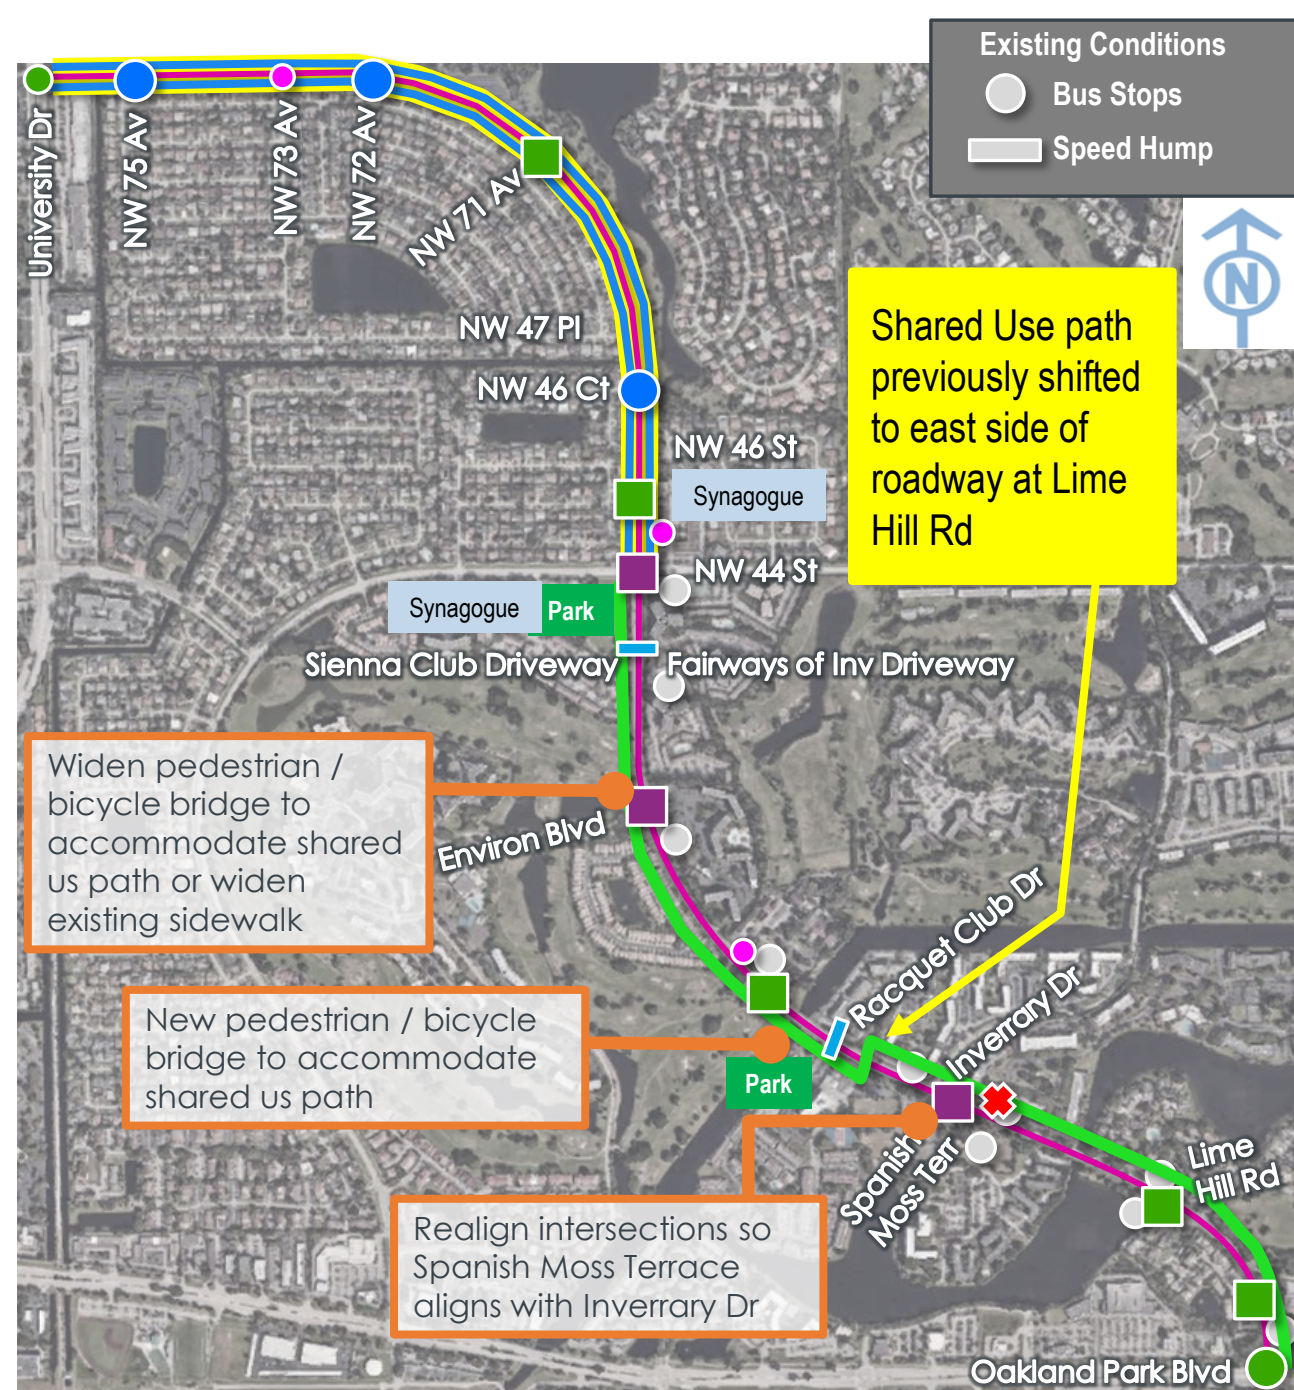 Existing Conditions
Bus Stops
Speed Hump
N
University Dr
NW 75 Av
NW 73 Av
NW 72 Av
NW 71 Av
NW 47 Pl
NW 46 Ct
NW 46 St
Synagogue
NW 44 St
Synagogue
Park
Sienna Club Driveway
Fairways of Inv Driveway
Shared Use path
previously shifted
to east side of
roadway at Lime
Hill Rd
Widen pedestrian /
bicycle bridge to
accommodate shared
us path or widen
existing sidewalk
Environ Blvd
Racquet Club Dr
Inverrary Dr
New pedestrian / bicycle
bridge to accommodate
shared us path
Park
Spanish
Moss Terr
Lime
Hill Rd
Realign intersections so
Spanish Moss Terrace
aligns with Inverrary Dr
Oakland Park Blvd